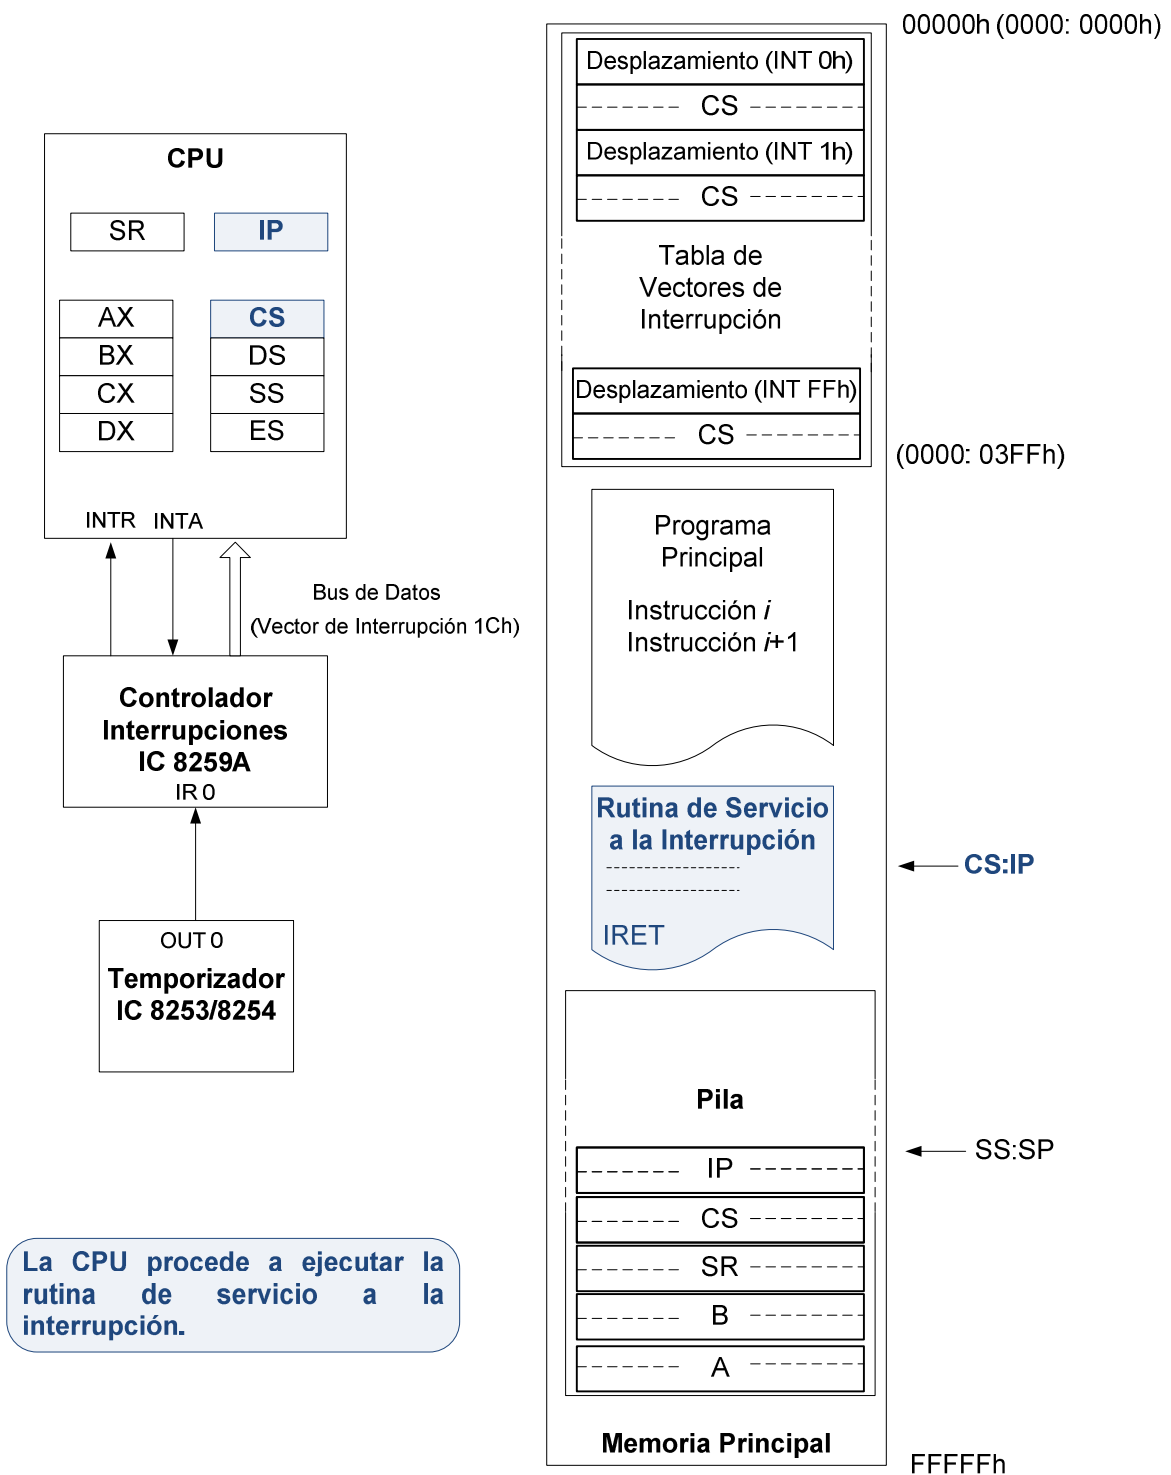 CPU
SR
IP
AX
CS
BX
DS
CX
SS
DX
ES
INTR
INTA
Bus de Datos
(Vector de Interrupción 1Ch)
Controlador
Interrupciones
IC 8259A
IR 0
OUT 0
Temporizador
IC 8253/8254
La CPU procede a ejecutar la
rutina de servicio a la
interrupción.
00000h (0000: 0000h)
Desplazamiento (INT 0h)
CS
Desplazamiento (INT 1h)
CS
Tabla de
Vectores de
Interrupción
Desplazamiento (INT FFh)
CS
(0000: 03FFh)
Programa
Principal
Instrucción i
Instrucción i+1
Rutina de Servicio
a la Interrupción
IRET
CS:IP
Pila
SS:SP
IP
CS
SR
B
A
Memoria Principal
FFFFFh